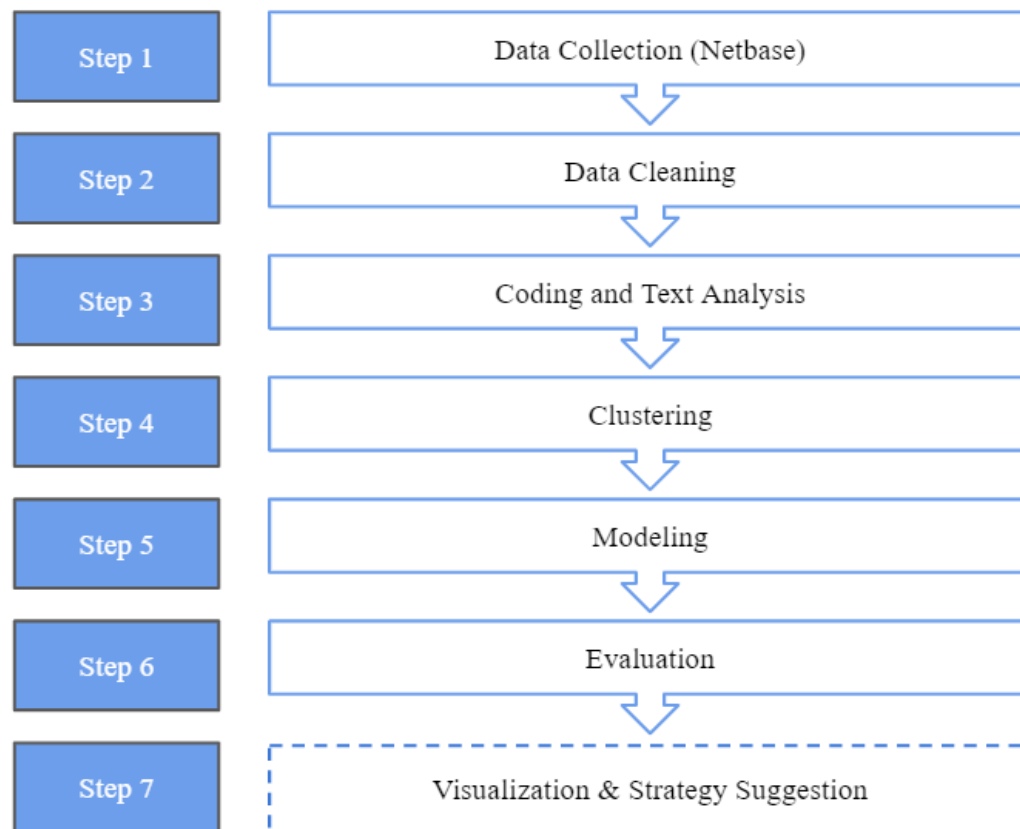 Step 1
Data Collection (Netbase)
Step 2
Data Cleaning
Step 3
Coding and Text Analysis
Step 4
Clustering
Step 5
Modeling
Step 6
Evaluation
Step 7
Visualization & Strategy Suggestion